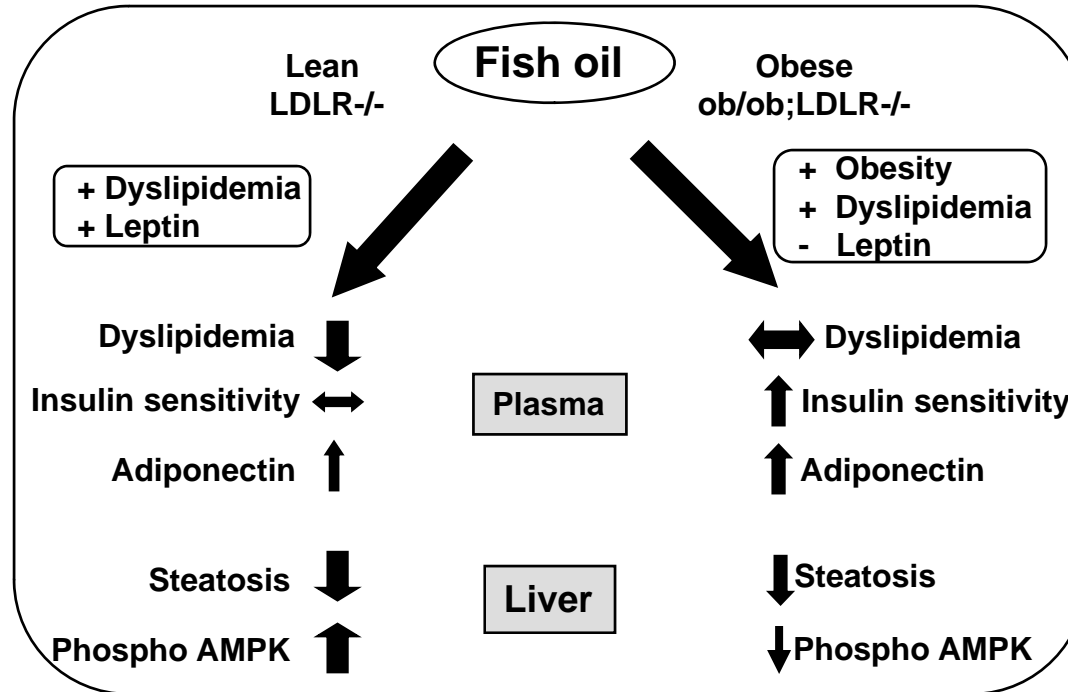 Fish oil
Lean
LDLR-/-
Obese
ob/ob;LDLR-/-
+ Dyslipidemia
+ Leptin
+ Obesity
+ Dyslipidemia
- Leptin
Dyslipidemia
Insulin sensitivity
Adiponectin
Plasma
Dyslipidemia
Insulin sensitivity
Adiponectin
Steatosis
Phospho AMPK
Liver
Steatosis
Phospho AMPK